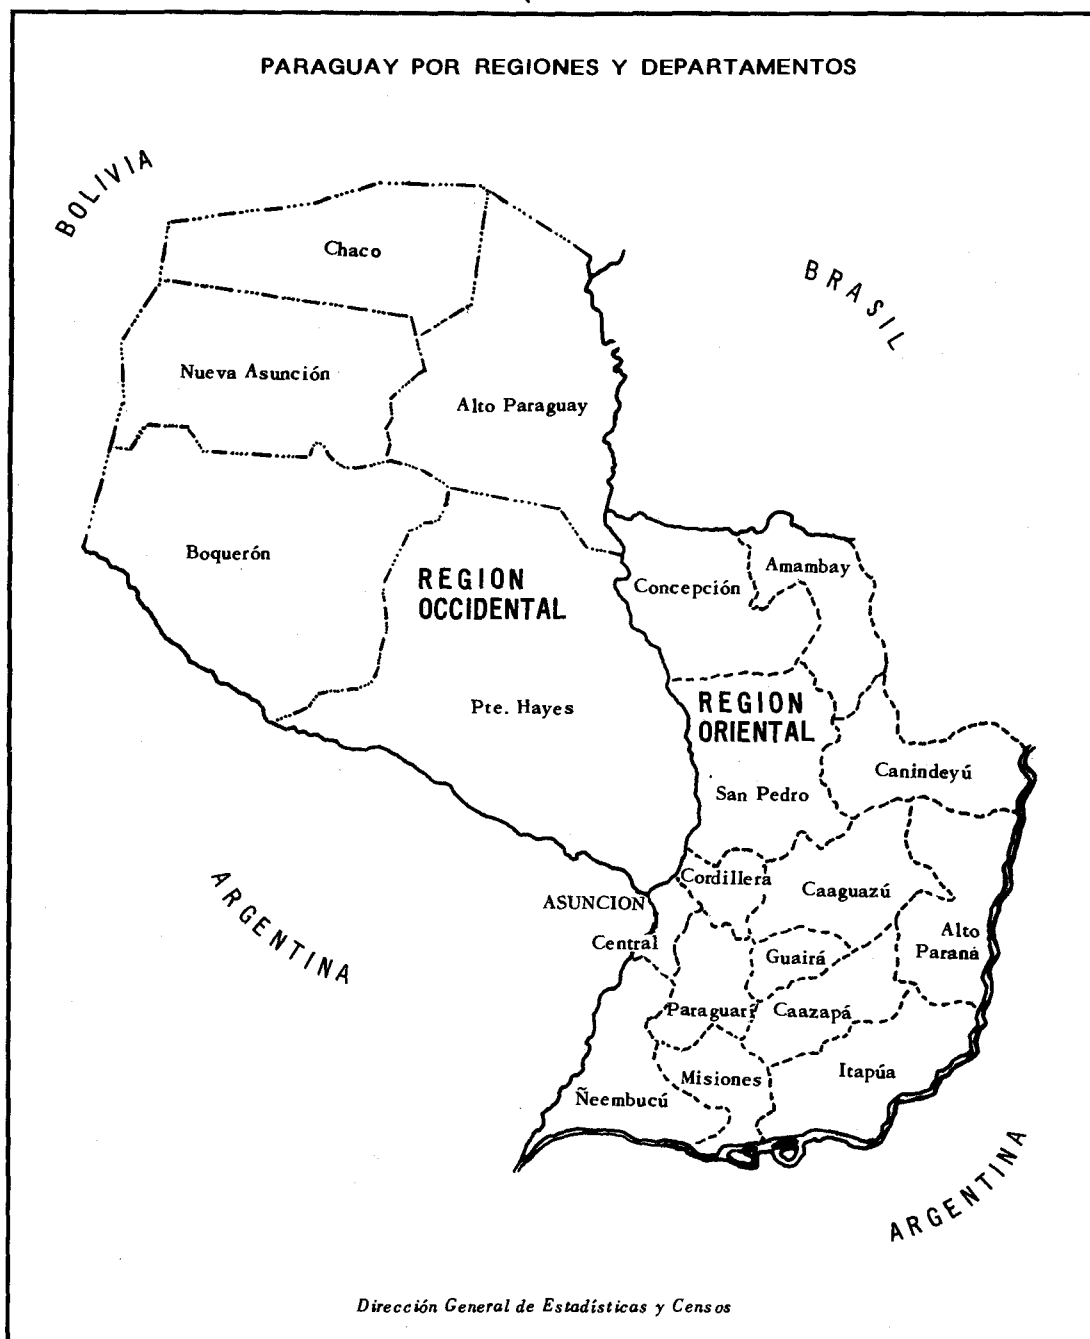 PARAGUAY POR REGIONES Y DEPARTAMENTOS
BOLIVIA
Chaco
BRASIL
Nueva Asunción
Alto Paraguay
Boquerón
REGION
OCCIDENTAL
Concepción
Amambay
Pte. Hayes
REGION
ORIENTAL
Canindeyú
San Pedro
ARGENTINA
Cordillera
Caaguazú
ASUNCION
Central
Guairá
Alto
Paraná
Paraguarí
Caazapá
Misiones
Itapúa
Ñeembucú
ARGENTINA
Dirección General de Estadísticas y Censos